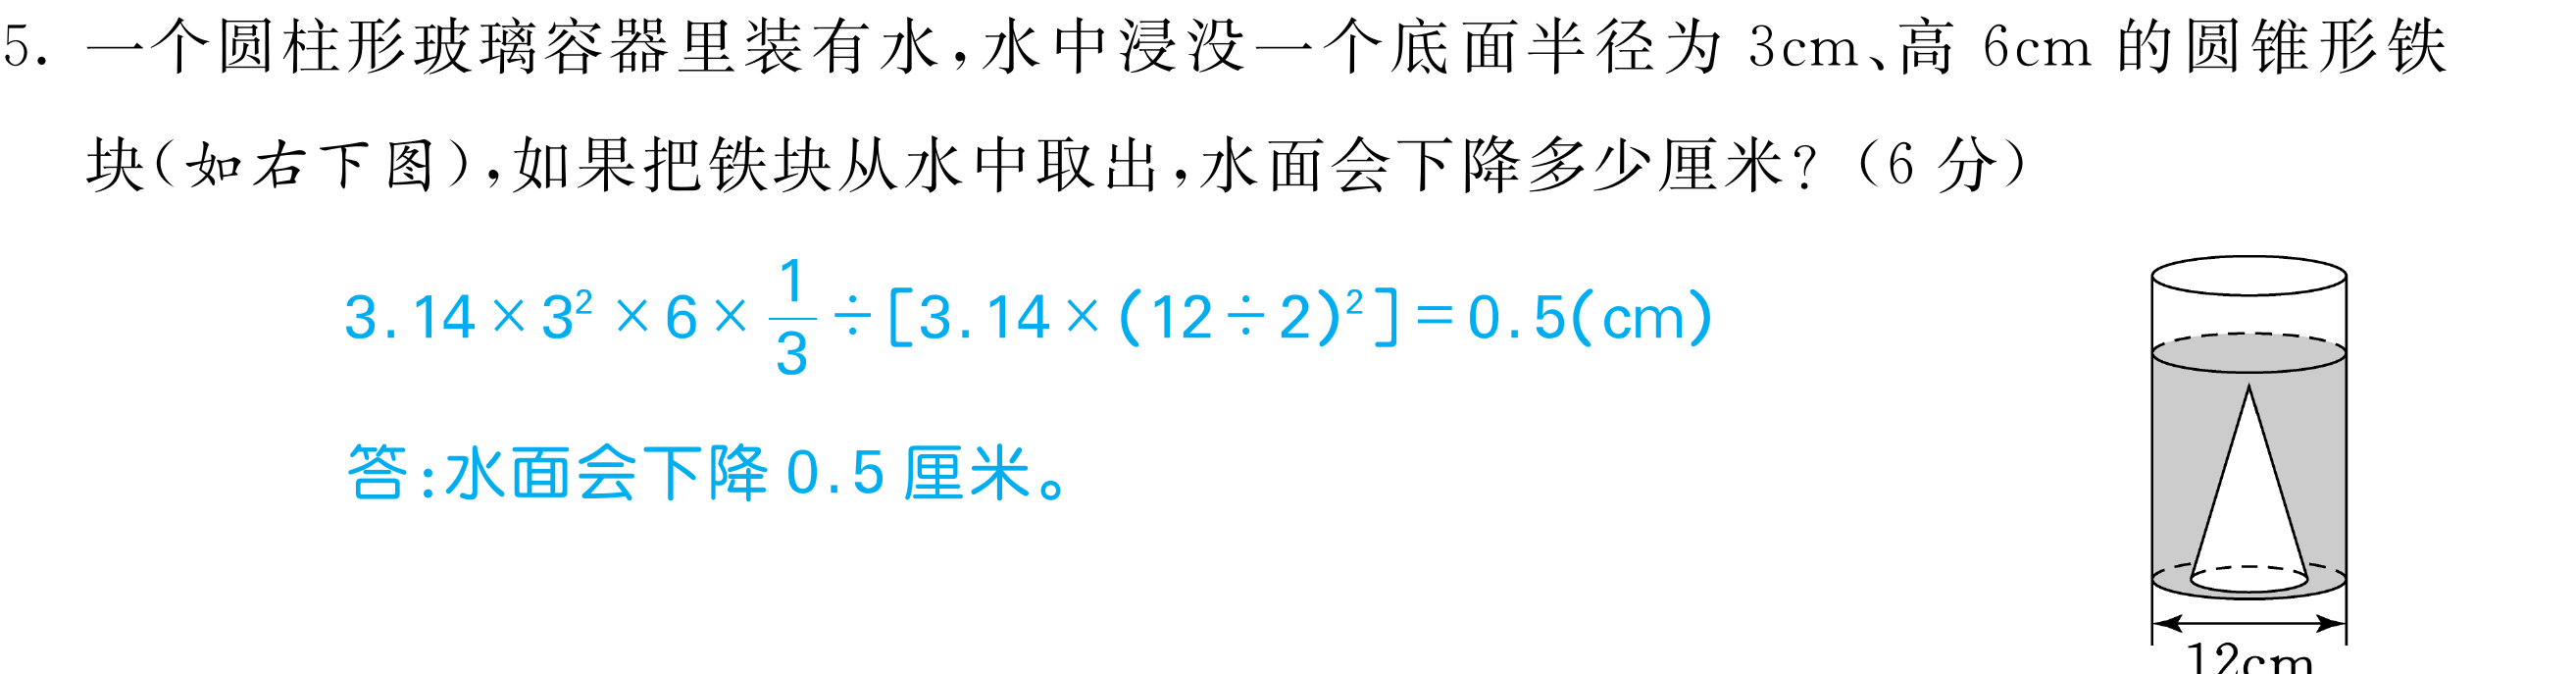 5. 一个圆柱形玻璃容器里装有水,水中浸没一个底面半径为 3cm、高 6cm 的圆锥形铁
块(如右下图),如果把铁块从水中取出,水面会下降多少厘米?(6 分)
3.14×3²×6×1/3÷[3.14×(12÷2)²]=0.5(cm)
答:水面会下降 0.5 厘米。
12cm